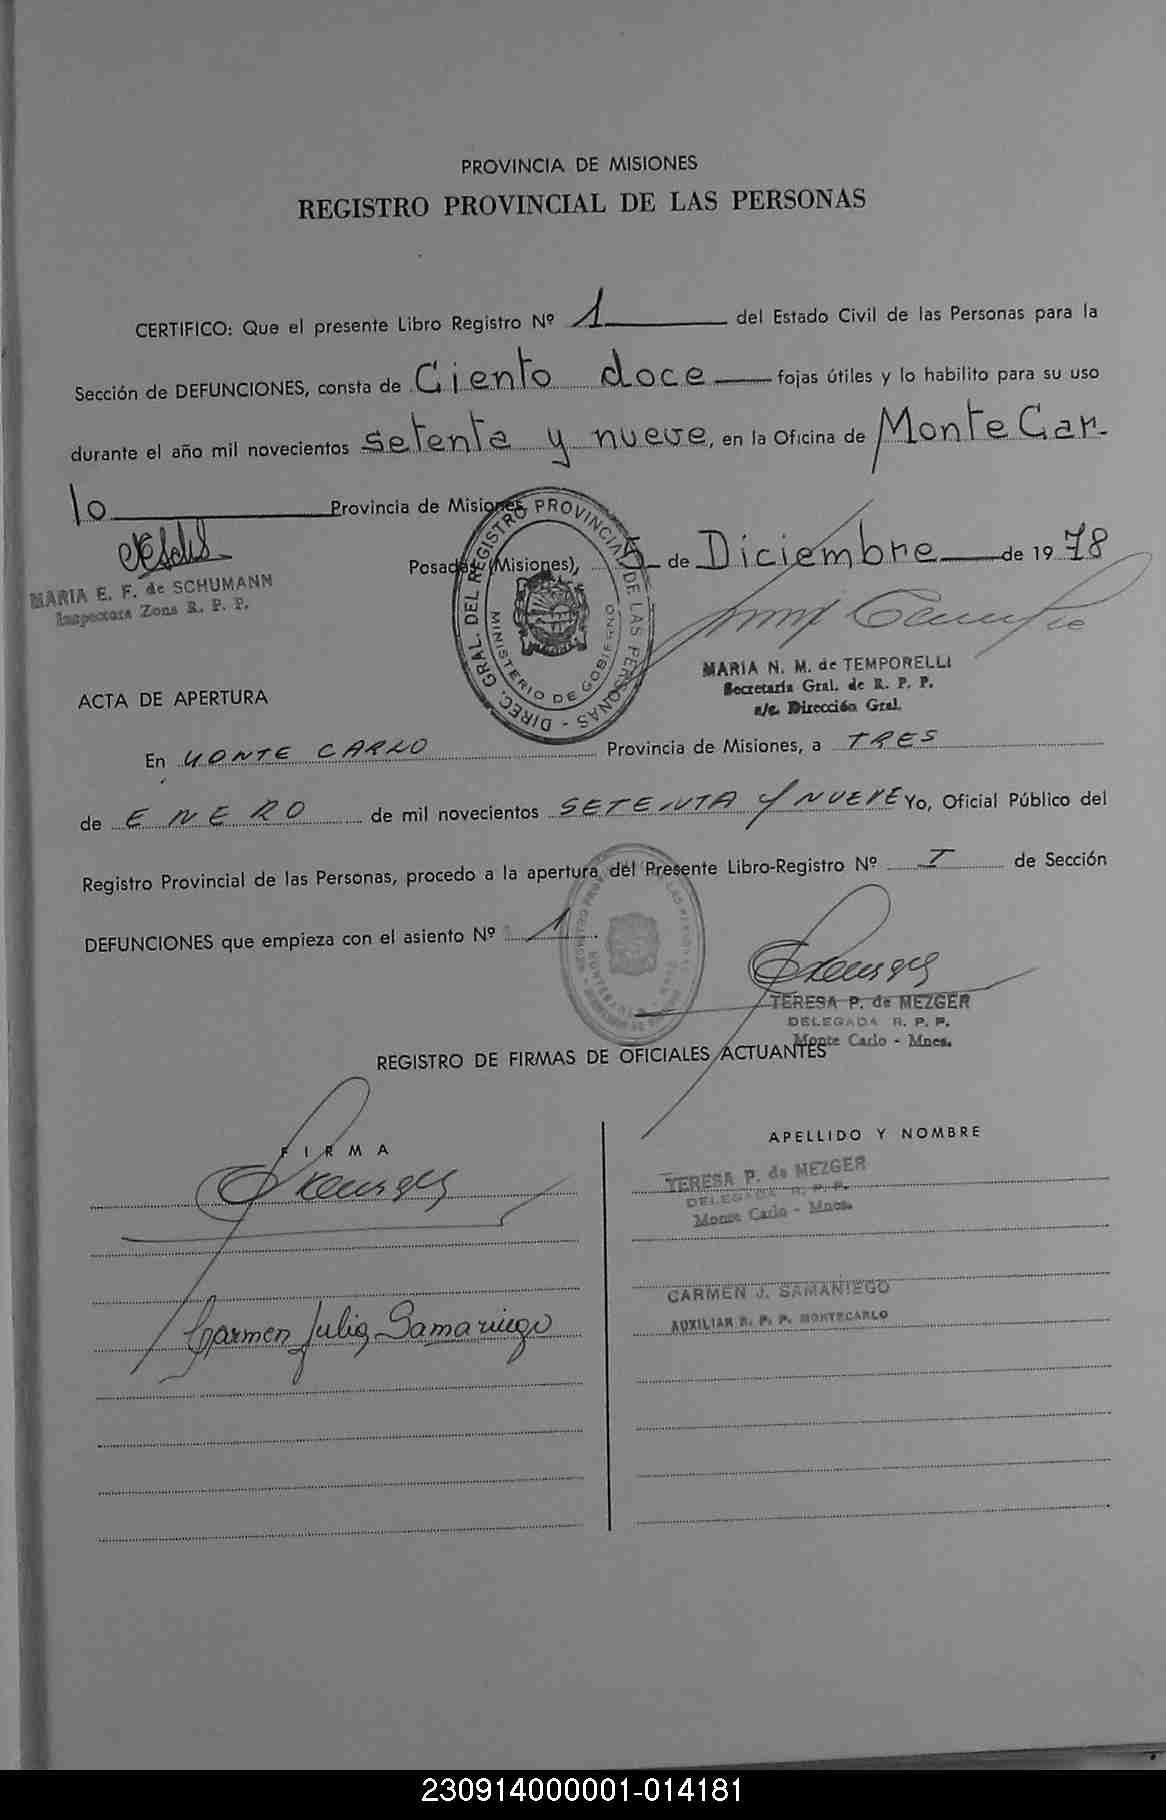 PROVINCIA DE MISIONES
REGISTRO PROVINCIAL DE LAS PERSONAS
CERTIFICO: Que el presente Libro Registro Nº 1 del Estado Civil de las Personas para la
Sección de DEFUNCIONES, consta de Ciento doce fojas útiles y lo habilito para su uso
durante el año mil novecientos setenta y nueve, en la Oficina de Monte Car-
lo Provincia de Misiones
Posadas (Misiones), 5 de Diciembre de 1978
MARIA E. F. de SCHUMANN
Inspectora Zona R. P. P.
DIREC. GRAL. DEL REGISTRO PROVINCIAL DE LAS PERSONAS -
MINISTERIO DE GOBIERNO
MARIA N. M. de TEMPORELLI
Secretaria Gral. de R. P. P.
a/c. Dirección Gral.
ACTA DE APERTURA
En MONTE CARLO Provincia de Misiones, a TRES
de ENERO de mil novecientos SETENTA Y NUEVE Yo, Oficial Público del
Registro Provincial de las Personas, procedo a la apertura del Presente Libro-Registro Nº I de Sección
DEFUNCIONES que empieza con el asiento Nº 1
TERESA P. de MEZGER
DELEGADA R. P. P.
Monte Carlo - Mnes.
REGISTRO DE FIRMAS DE OFICIALES ACTUANTES
FIRMA
APELLIDO Y NOMBRE
TERESA P. de MEZGER
DELEGADA R. P. P.
Monte Carlo - Mnes.
Carmen Julia Samaniego
CARMEN J. SAMANIEGO
AUXILIAR R. P. P. MONTECARLO
230914000001-014181